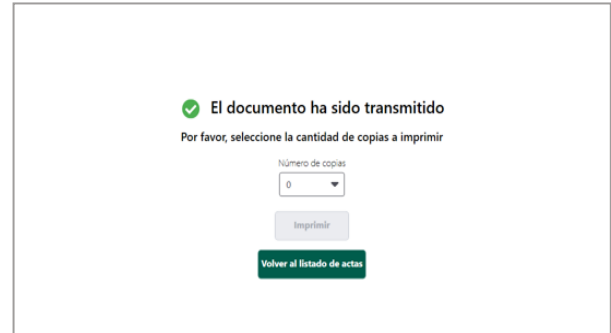 El documento ha sido transmitido
Por favor, seleccione la cantidad de copias a imprimir
Número de copias
0
Imprimir
Volver al listado de actas